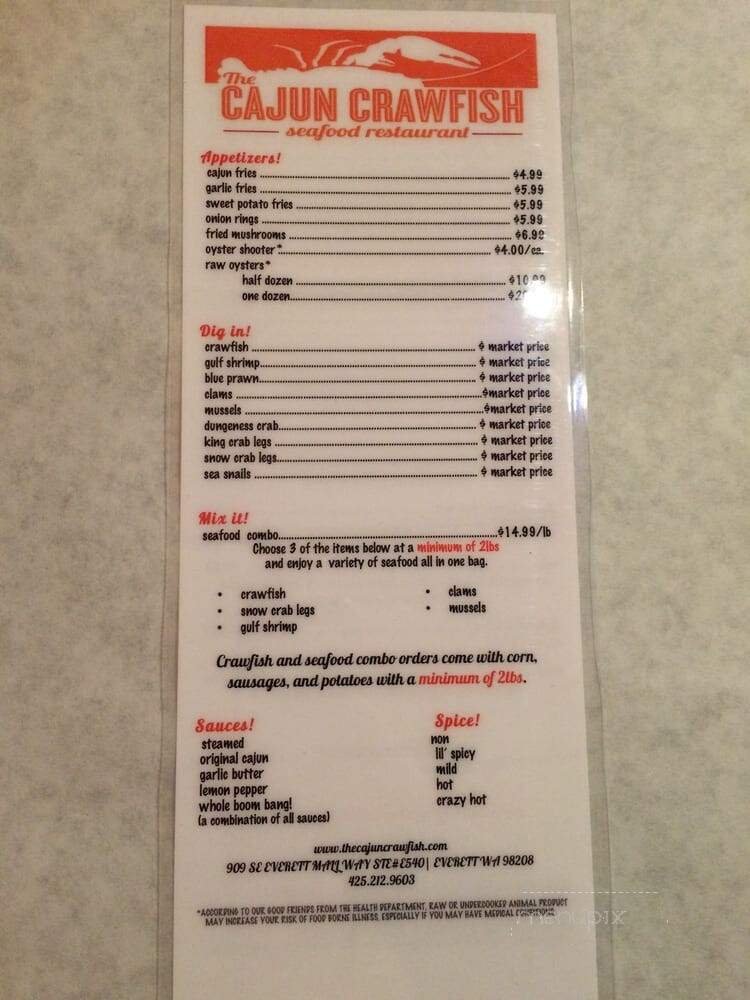 The
CAJUN CRAWFISH
seafood restaurant
Appetizers!
cajun fries $4.99
garlic fries $5.99
sweet potato fries $5.99
onion rings $5.99
fried mushrooms $6.99
oyster shooter* $4.00/ea.
raw oysters*
half dozen $10.99
one dozen
Dig in!
crawfish $ market price
gulf shrimp $ market price
blue prawn $ market price
clams $market price
mussels $market price
dungeness crab $ market price
king crab legs $ market price
snow crab legs $ market price
sea snails $ market price
Mix it!
seafood combo $14.99/lb
Choose 3 of the items below at a minimum of 2lbs
and enjoy a variety of seafood all in one bag.
• crawfish • clams
• snow crab legs • mussels
• gulf shrimp
Crawfish and seafood combo orders come with corn,
sausages, and potatoes with a minimum of 2lbs.
Sauces!
steamed
original cajun
garlic butter
lemon pepper
whole boom bang!
(a combination of all sauces)
Spice!
non
lil' spicy
mild
hot
crazy hot
www.thecajuncrawfish.com
909 SE EVERETT MALL WAY STE#E540| EVERETT WA 98208
425.212.9603
*ACCORDING TO OUR GOOD FRIENDS FROM THE HEALTH DEPARTMENT, RAW OR UNDERCOOKED ANIMAL PRODUCT
MAY INCREASE YOUR RISK OF FOOD BORNE ILLNESS, ESPECIALLY IF YOU MAY HAVE MEDICAL CONDITIONS.
menupix